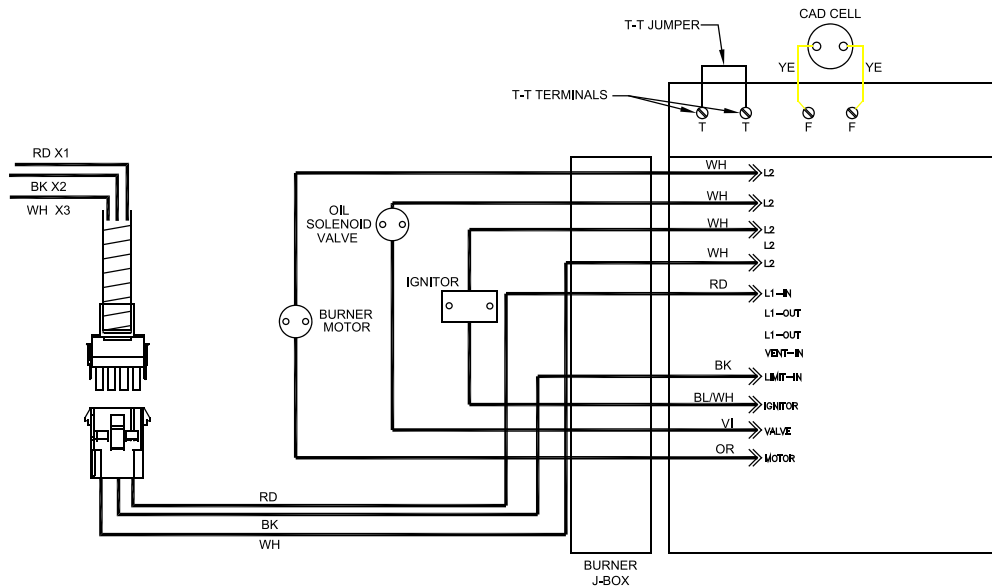 CAD CELL
T-T JUMPER
YE
YE
T-T TERMINALS
T
T
F
F
RD X1
BK X2
WH X3
WH
L2
WH
L2
OIL
SOLENOID
VALVE
WH
L2
L2
WH
L2
IGNITOR
RD
L1-IN
BURNER
MOTOR
L1-OUT
L1-OUT
VENT-IN
BK
LIMIT-IN
BL/WH
IGNITOR
VI
VALVE
OR
MOTOR
RD
BK
WH
BURNER
J-BOX